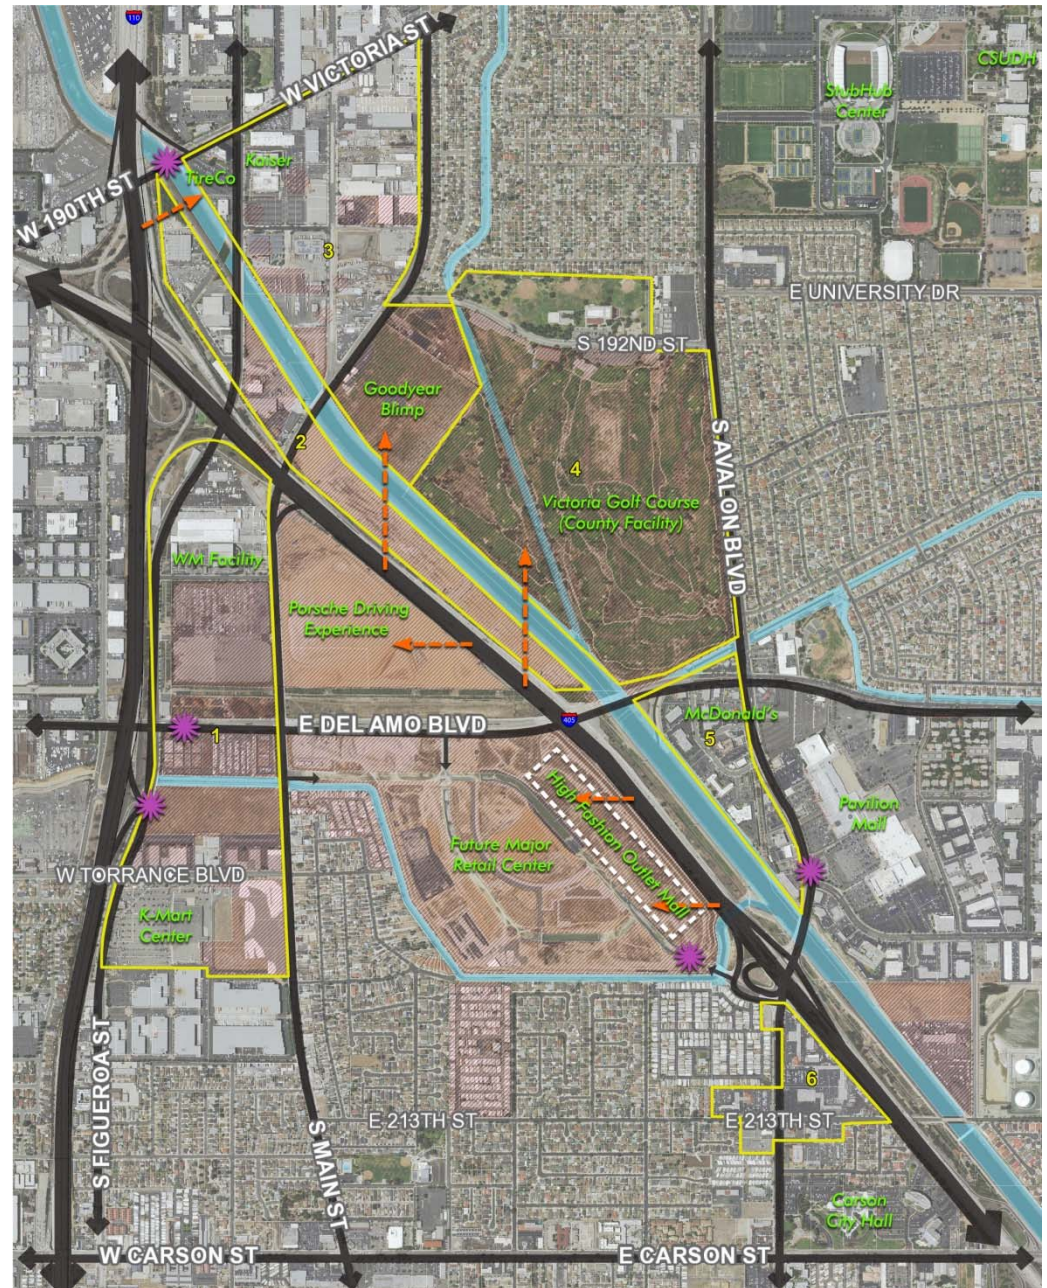 110
W VICTORIA ST
CSUDH
StubHub
Center
Kaiser
TireCo
W 190TH ST
3
E UNIVERSITY DR
S 192ND ST
Goodyear
Blimp
2
S AVALON BLVD
4
Victoria Golf Course
(County Facility)
WM Facility
Porsche Driving
Experience
McDonald's
E DEL AMO BLVD
405
1
5
High Fashion Outlet Mall
Pavilion
Mall
Future Major
Retail Center
W TORRANCE BLVD
K-Mart
Center
6
S FIGUEROA ST
S MAIN ST
E 213TH ST
E 213TH ST
Carson
City Hall
W CARSON ST
E CARSON ST